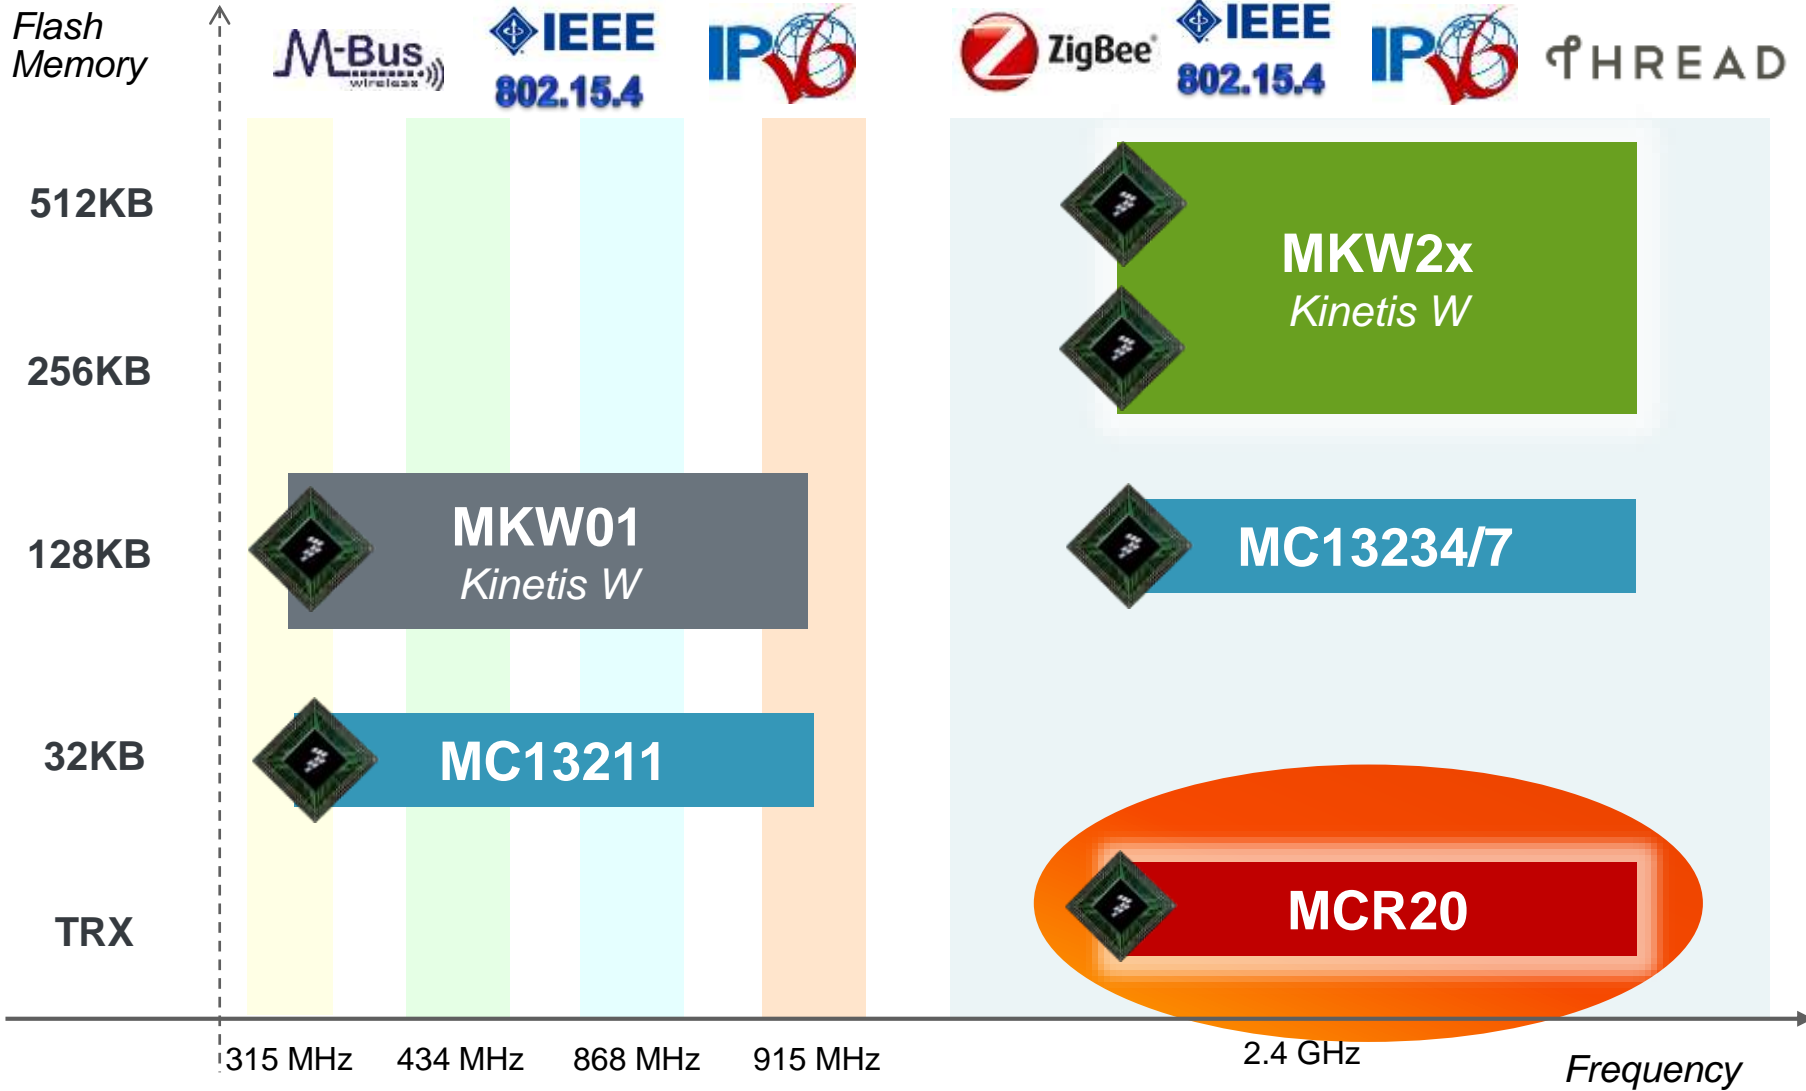 Flash
Memory
M-Bus
wireless
IEEE
802.15.4
IPV6
ZigBee®
IEEE
802.15.4
IPV6
THREAD
512KB
256KB
128KB
32KB
TRX
MKW2x
Kinetis W
MKW01
Kinetis W
MC13234/7
MC13211
MCR20
315 MHz
434 MHz
868 MHz
915 MHz
2.4 GHz
Frequency